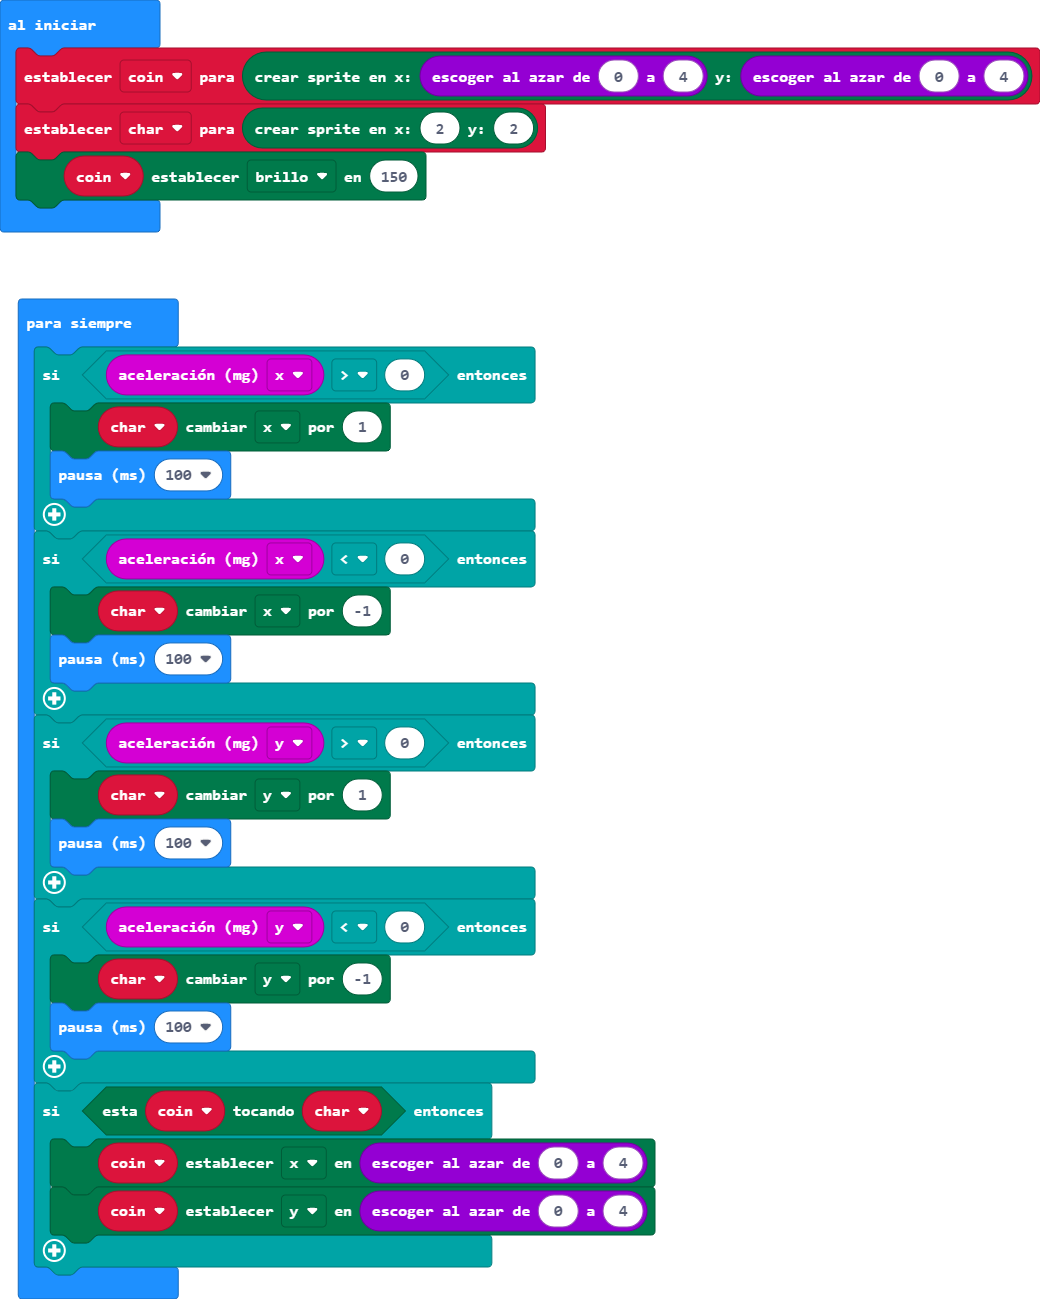 al iniciar
establecer coin para crear sprite en x: escoger al azar de 0 a 4 y: escoger al azar de 0 a 4
establecer char para crear sprite en x: 2 y: 2
coin establecer brillo en 150
para siempre
si aceleración (mg) x > 0 entonces
char cambiar x por 1
pausa (ms) 100
si aceleración (mg) x < 0 entonces
char cambiar x por -1
pausa (ms) 100
si aceleración (mg) y > 0 entonces
char cambiar y por 1
pausa (ms) 100
si aceleración (mg) y < 0 entonces
char cambiar y por -1
pausa (ms) 100
si esta coin tocando char entonces
coin establecer x en escoger al azar de 0 a 4
coin establecer y en escoger al azar de 0 a 4